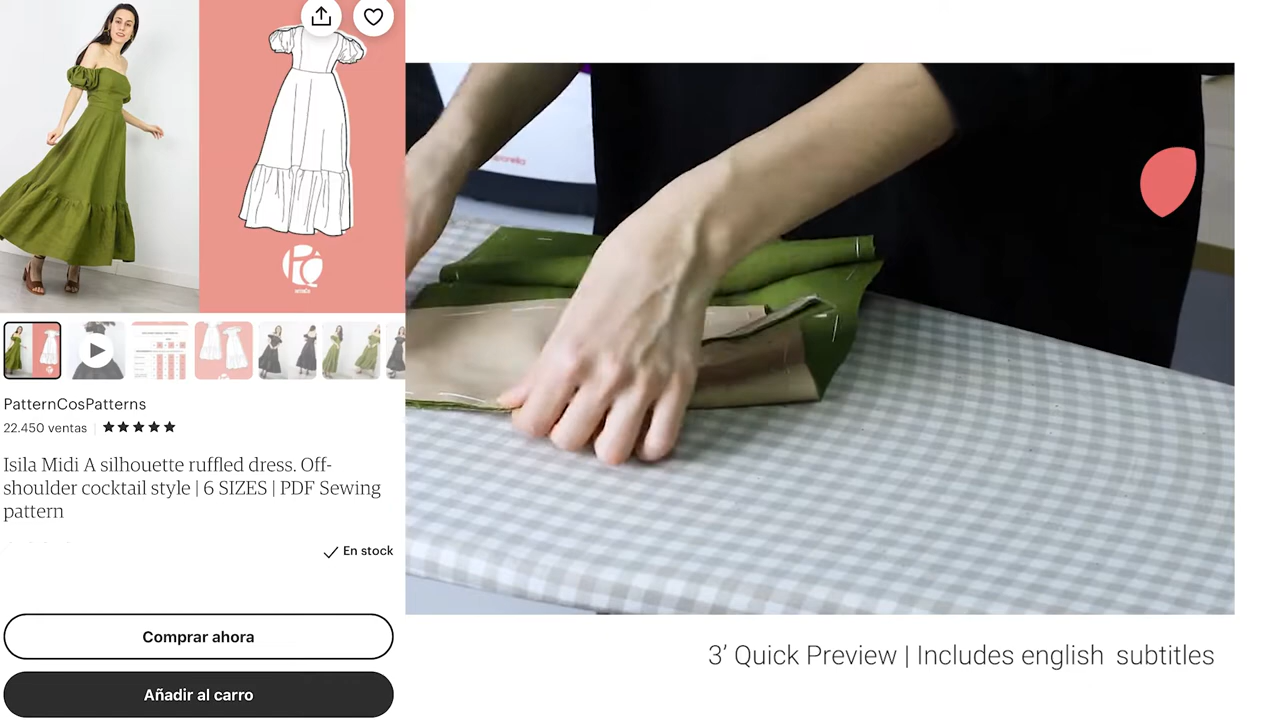 PatternCosPatterns
22.450 ventas
Isila Midi A silhouette ruffled dress. Off-
shoulder cocktail style | 6 SIZES | PDF Sewing
pattern
En stock
Comprar ahora
Añadir al carro
3’ Quick Preview | Includes english subtitles